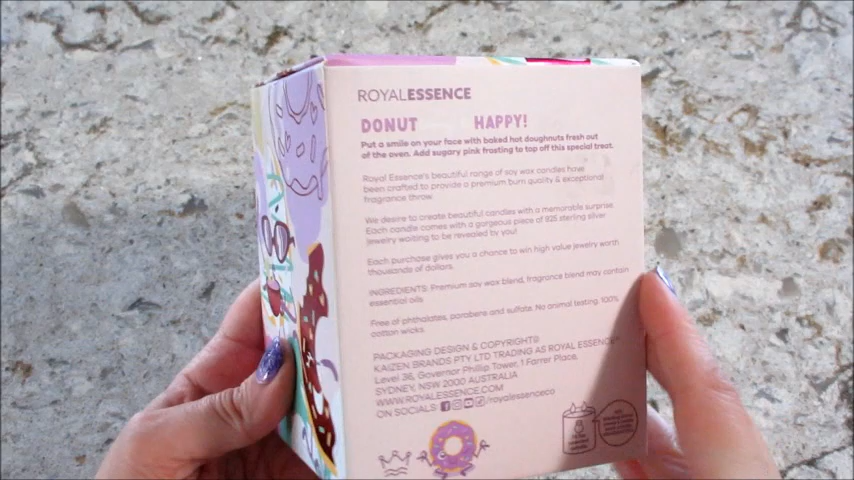 ROYALESSENCE
DONUT HAPPY!
Put a smile on your face with baked hot doughnuts fresh out
of the oven. Add sugary pink frosting to top off this special treat.
Royal Essence's beautiful range of soy wax candles have
been crafted to provide a premium burn quality & exceptional
fragrance throw.
We desire to create beautiful candles with a memorable surprise.
Each candle comes with a gorgeous piece of 925 sterling silver
jewelry waiting to be revealed by you!
Each purchase gives you a chance to win high value jewelry worth
thousands of dollars.
INGREDIENTS: Premium soy wax blend, fragrance blend may contain
essential oils
Free of phthalates, parabens and sulfate. No animal testing. 100%
cotton wicks.
PACKAGING DESIGN & COPYRIGHT®
KAIZEN BRANDS PTY LTD TRADING AS ROYAL ESSENCE®
Level 36, Governor Phillip Tower, 1 Farrer Place,
SYDNEY, NSW 2000 AUSTRALIA
WWW.ROYALESSENCE.COM
ON SOCIALS /royalessenceco